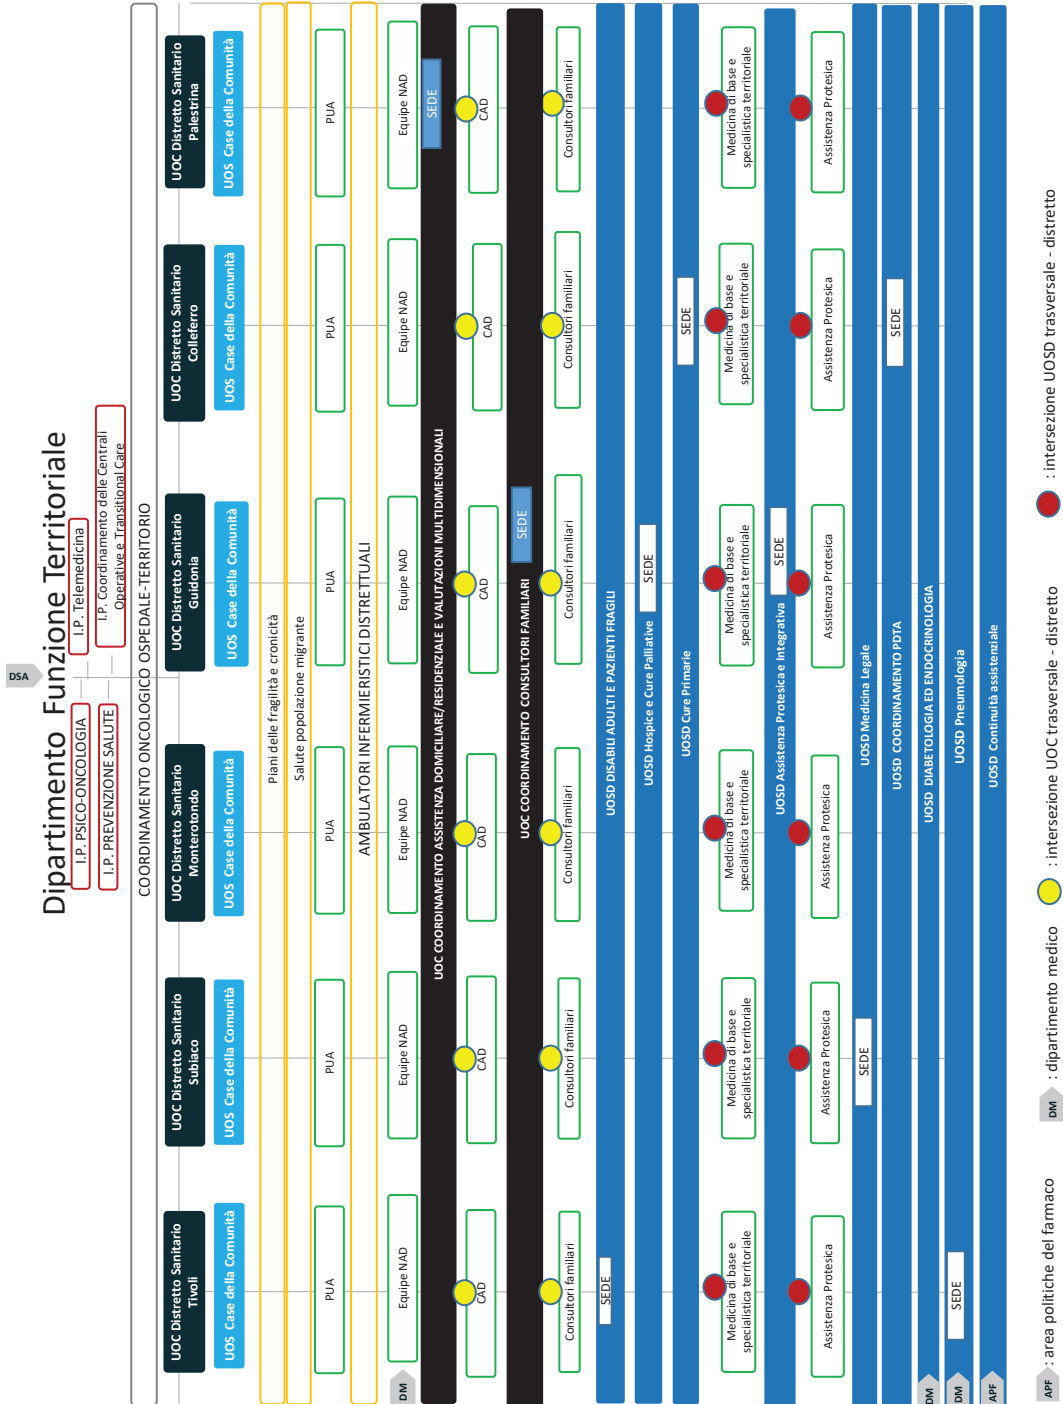 DSA
Dipartimento Funzione Territoriale
I.P. PSICO-ONCOLOGIA
I.P. Telemedicina
I.P. PREVENZIONE SALUTE
I.P. Coordinamento delle Centrali
Operative e Transitional Care
COORDINAMENTO ONCOLOGICO OSPEDALE-TERRITORIO
UOC Distretto Sanitario
Tivoli
UOC Distretto Sanitario
Subiaco
UOC Distretto Sanitario
Monterotondo
UOC Distretto Sanitario
Guidonia
UOC Distretto Sanitario
Colleferro
UOC Distretto Sanitario
Palestrina
UOS Case della Comunità
UOS Case della Comunità
UOS Case della Comunità
UOS Case della Comunità
UOS Case della Comunità
UOS Case della Comunità
Piani delle fragilità e cronicità
Salute popolazione migrante
PUA
PUA
PUA
PUA
PUA
PUA
AMBULATORI INFERMIERISTICI DISTRETTUALI
DM
Equipe NAD
Equipe NAD
Equipe NAD
Equipe NAD
Equipe NAD
Equipe NAD
UOC COORDINAMENTO ASSISTENZA DOMICILIARE/RESIDENZIALE E VALUTAZIONI MULTIDIMENSIONALI
SEDE
CAD
CAD
CAD
CAD
CAD
CAD
UOC COORDINAMENTO CONSULTORI FAMILIARI
SEDE
Consultori familiari
Consultori familiari
Consultori familiari
Consultori familiari
Consultori familiari
Consultori familiari
SEDE
UOSD DISABILI ADULTI E PAZIENTI FRAGILI
UOSD Hospice e Cure Palliative
SEDE
UOSD Cure Primarie
SEDE
Medicina di base e
specialistica territoriale
Medicina di base e
specialistica territoriale
Medicina di base e
specialistica territoriale
Medicina di base e
specialistica territoriale
Medicina di base e
specialistica territoriale
Medicina di base e
specialistica territoriale
UOSD Assistenza Protesica e Integrativa
SEDE
Assistenza Protesica
Assistenza Protesica
Assistenza Protesica
Assistenza Protesica
Assistenza Protesica
Assistenza Protesica
SEDE
UOSD Medicina Legale
UOSD COORDINAMENTO PDTA
SEDE
DM
UOSD DIABETOLOGIA ED ENDOCRINOLOGIA
DM
SEDE
UOSD Pneumologia
APF
UOSD Continuità assistenziale
APF
: area politiche del farmaco
DM
: dipartimento medico
: intersezione UOC trasversale - distretto
: intersezione UOSD trasversale - distretto